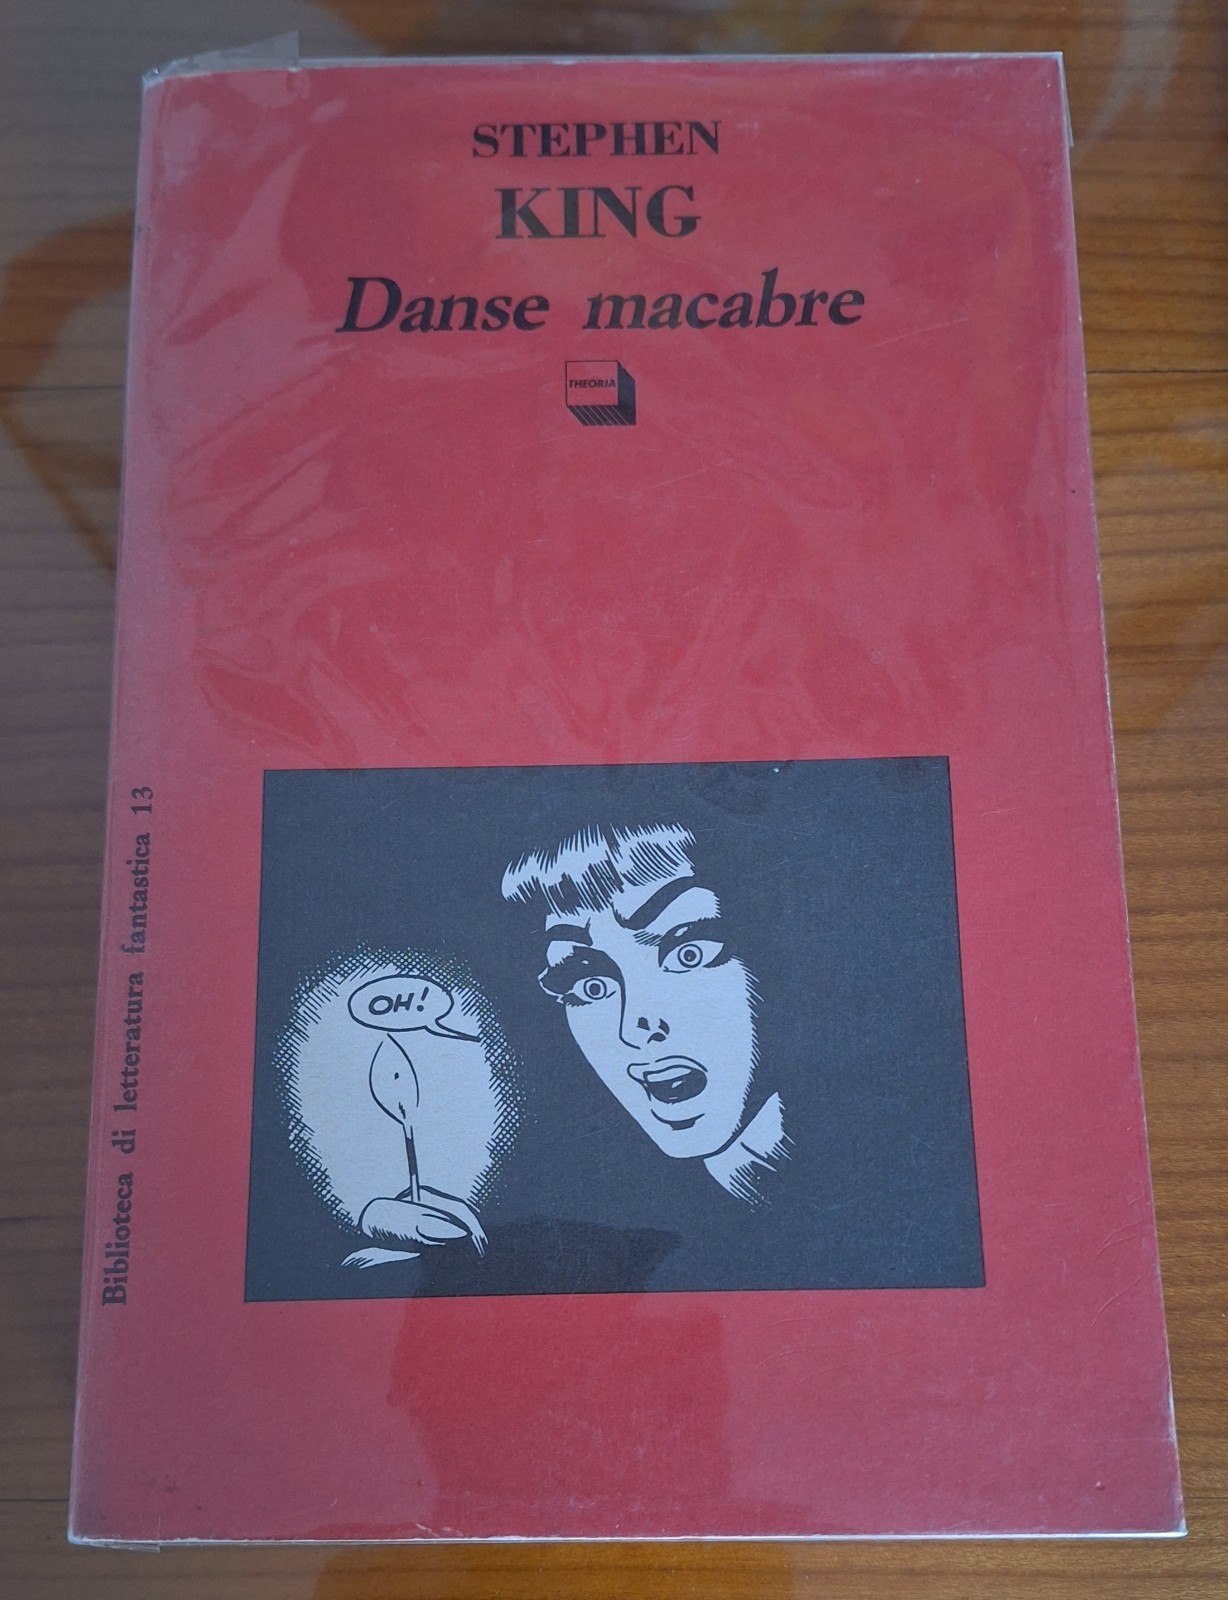 STEPHEN
KING
Danse macabre
THEORIA
Biblioteca di letteratura fantastica 13
OH!